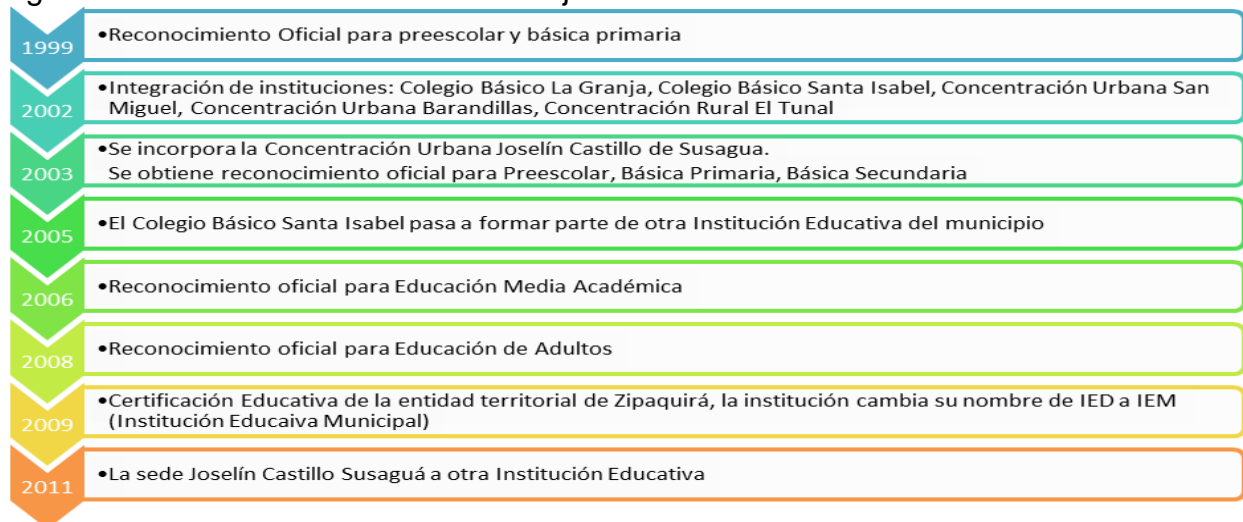 1999
•Reconocimiento Oficial para preescolar y básica primaria
2002
•Integración de instituciones: Colegio Básico La Granja, Colegio Básico Santa Isabel, Concentración Urbana San
Miguel, Concentración Urbana Barandillas, Concentración Rural El Tunal
2003
•Se incorpora la Concentración Urbana Joselín Castillo de Susagua.
Se obtiene reconocimiento oficial para Preescolar, Básica Primaria, Básica Secundaria
2005
•El Colegio Básico Santa Isabel pasa a formar parte de otra Institución Educativa del municipio
2006
•Reconocimiento oficial para Educación Media Académica
2008
•Reconocimiento oficial para Educación de Adultos
2009
•Certificación Educativa de la entidad territorial de Zipaquirá, la institución cambia su nombre de IED a IEM
(Institución Educaiva Municipal)
2011
•La sede Joselín Castillo Susaguá a otra Institución Educativa